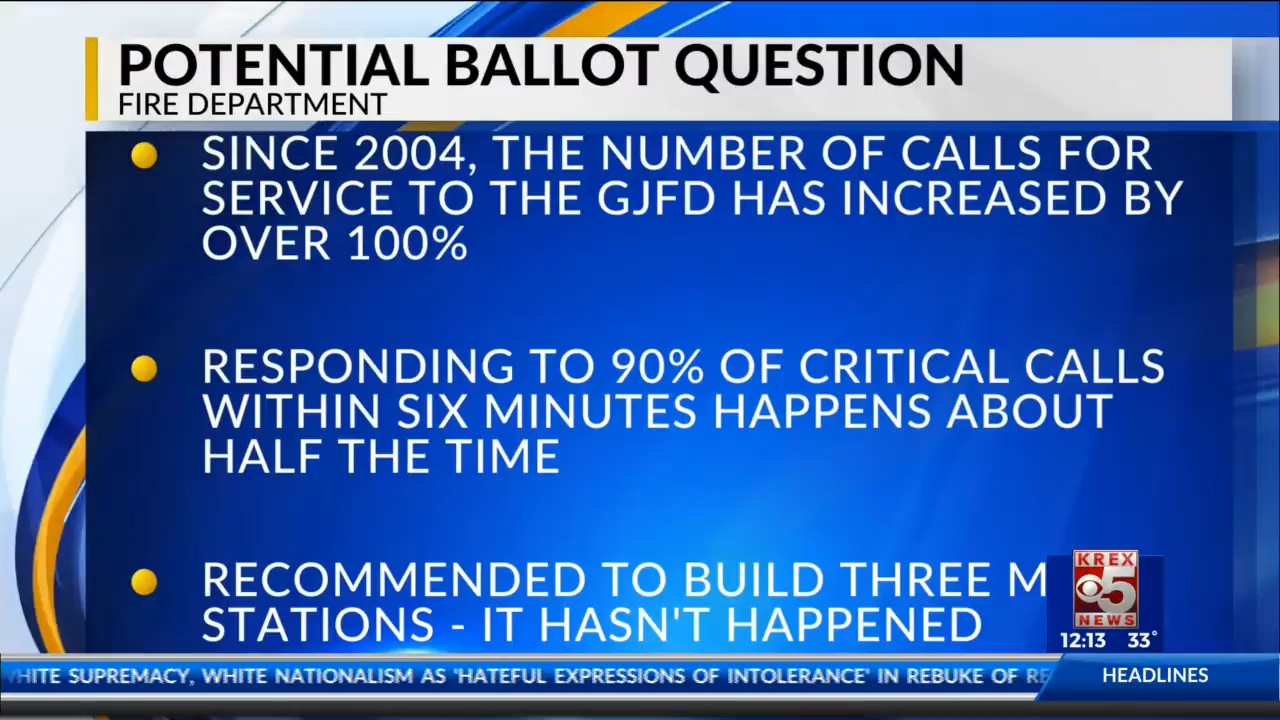 POTENTIAL BALLOT QUESTION
FIRE DEPARTMENT
SINCE 2004, THE NUMBER OF CALLS FOR
SERVICE TO THE GJFD HAS INCREASED BY
OVER 100%
RESPONDING TO 90% OF CRITICAL CALLS
WITHIN SIX MINUTES HAPPENS ABOUT
HALF THE TIME
RECOMMENDED TO BUILD THREE M
STATIONS - IT HASN'T HAPPENED
KREX
5
NEWS
12:13 33°
HITE SUPREMACY, WHITE NATIONALISM AS 'HATEFUL EXPRESSIONS OF INTOLERANCE' IN REBUKE OF RE
HEADLINES